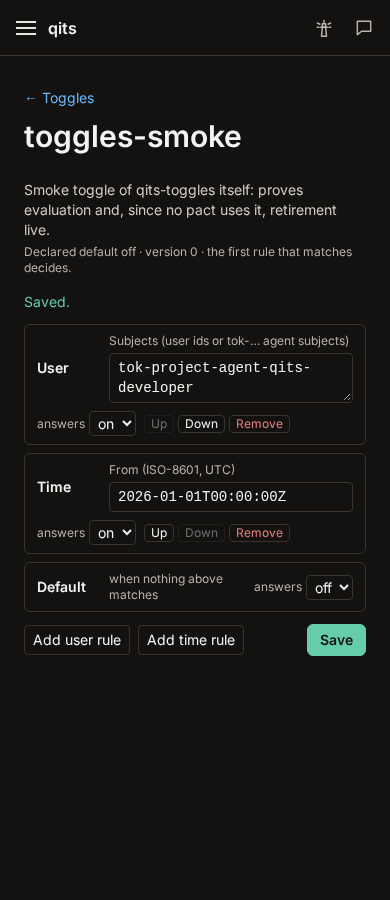 qits
← Toggles
toggles-smoke
Smoke toggle of qits-toggles itself: proves
evaluation and, since no pact uses it, retirement
live.
Declared default off · version 0 · the first rule that matches
decides.
Saved.
Subjects (user ids or tok-… agent subjects)
User
tok-project-agent-qits-
developer
answers on Up Down Remove
From (ISO-8601, UTC)
Time
2026-01-01T00:00:00Z
answers on Up Down Remove
Default when nothing above
matches answers off
Add user rule Add time rule Save